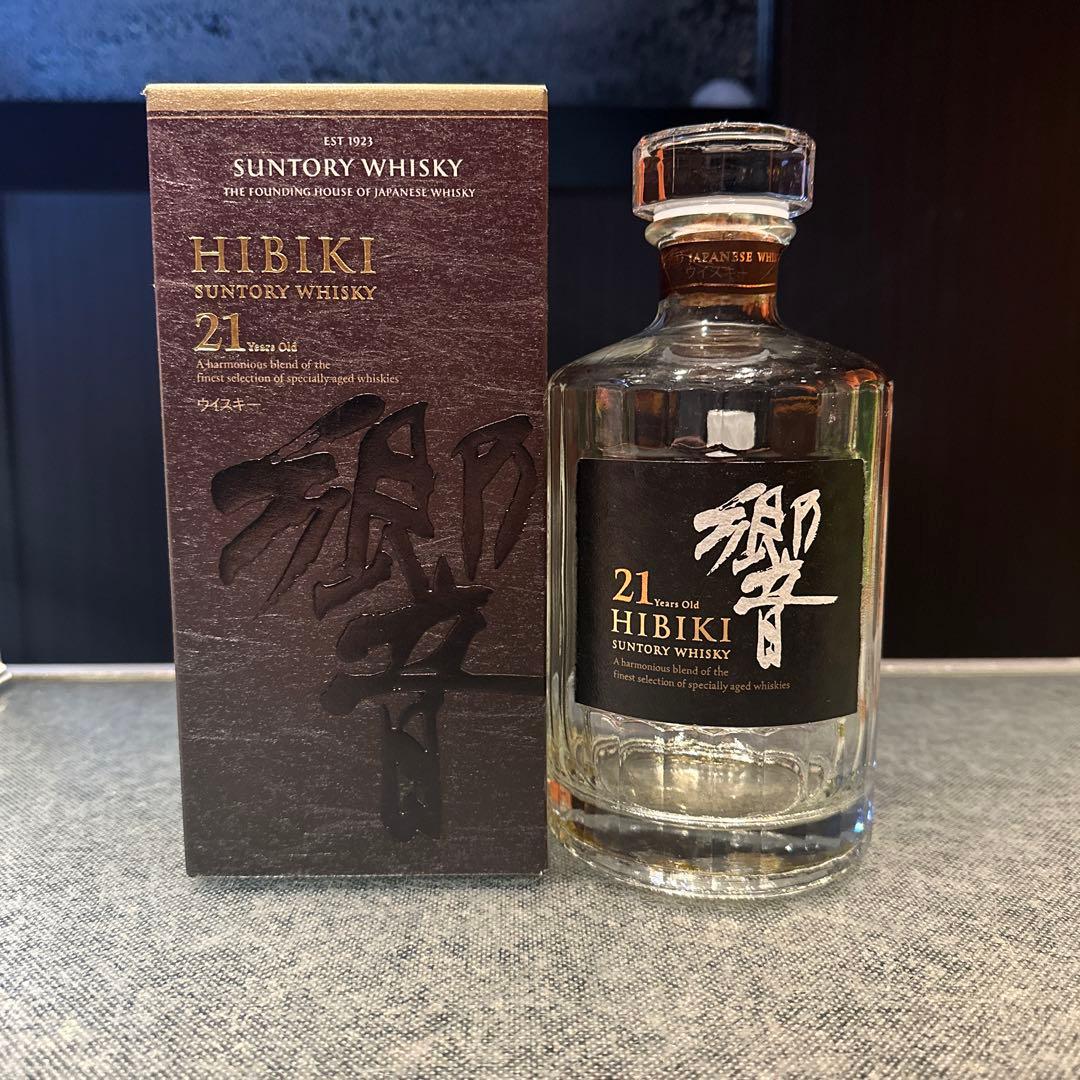 EST 1923
SUNTORY WHISKY
THE FOUNDING HOUSE OF JAPANESE WHISKY
HIBIKI
SUNTORY WHISKY
21 Years Old
A harmonious blend of the
finest selection of specially aged whiskies
ウイスキー
響
JAPANESE WHI
ウイスキー
響
21 Years Old
HIBIKI
SUNTORY WHISKY
A harmonious blend of the
finest selection of specially aged whiskies